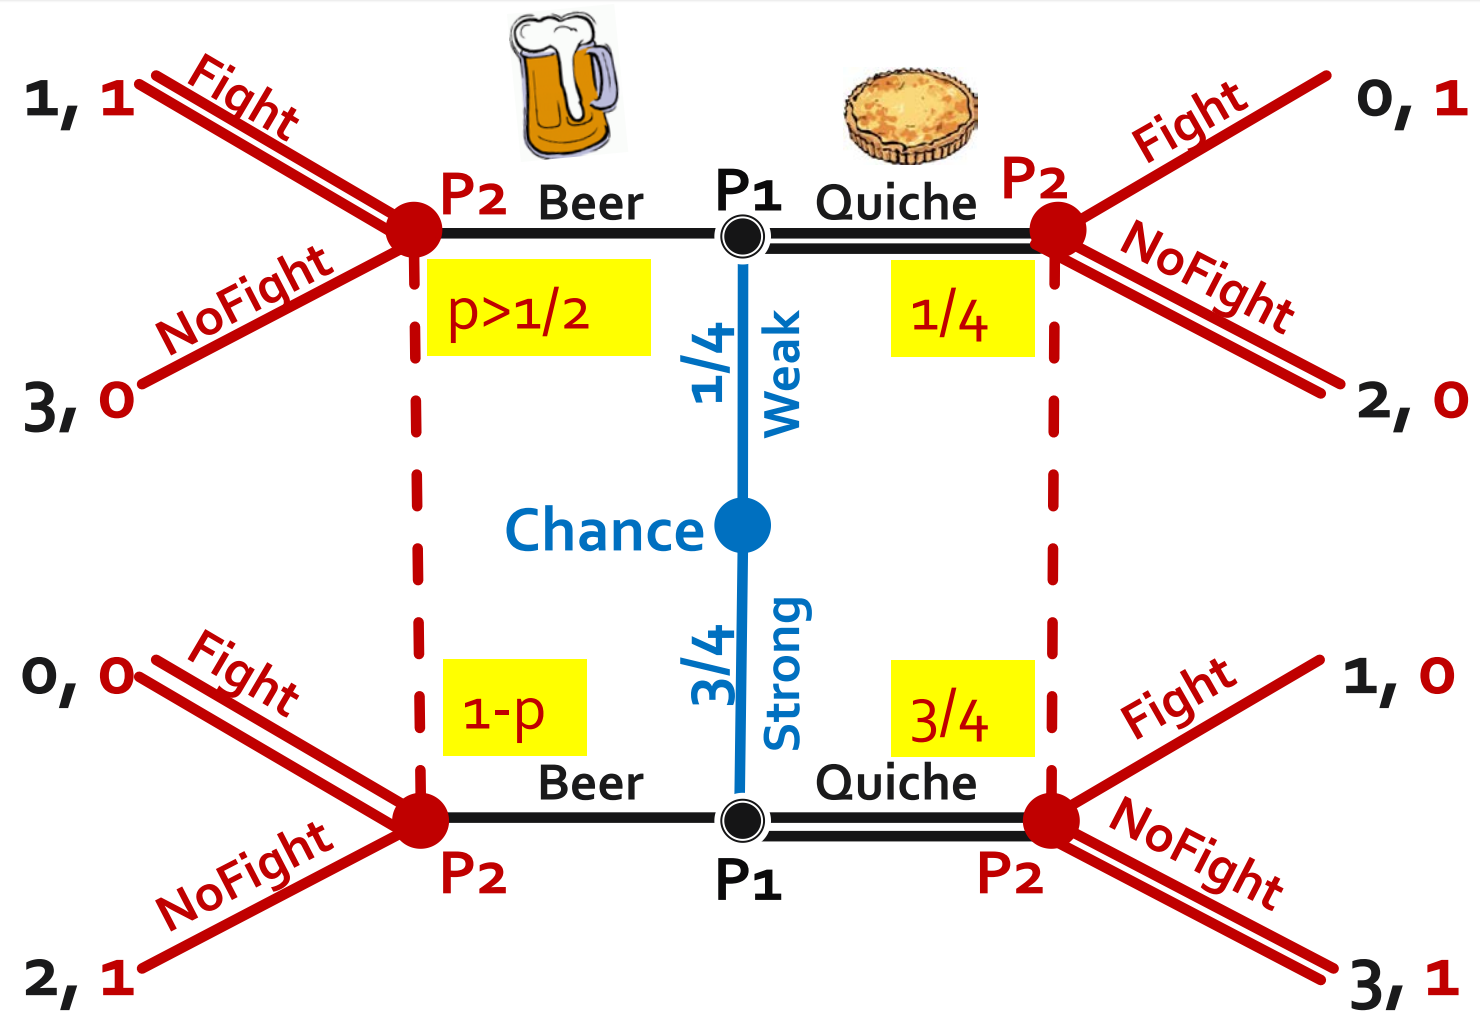 1, 1
Fight
NoFight
3, 0
P2
Beer
P1
Quiche
P2
Fight
0, 1
NoFight
2, 0
p>1/2
1/4
1/4
Weak
Chance
3/4
Strong
0, 0
Fight
NoFight
2, 1
1-p
3/4
Beer
Quiche
P2
P1
P2
Fight
1, 0
NoFight
3, 1